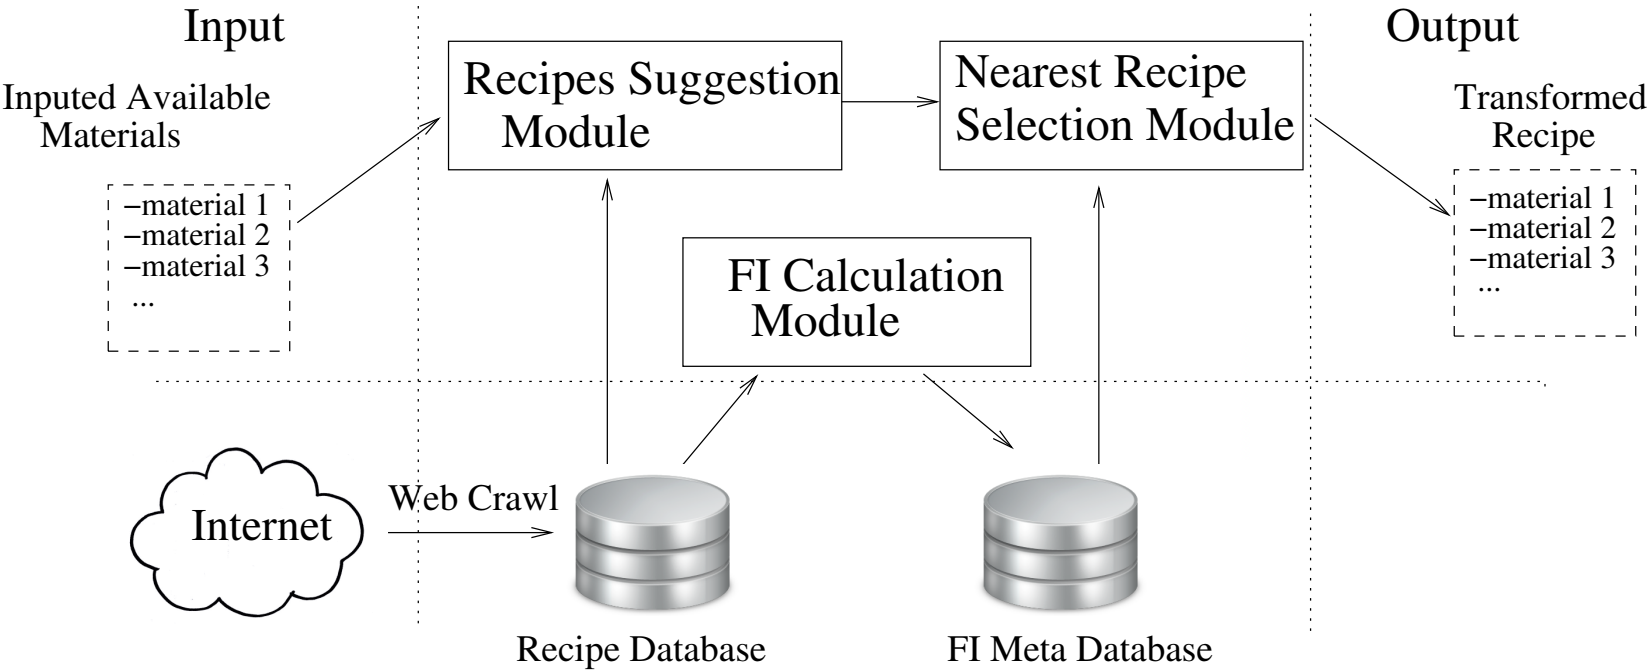 Input
Output
Inputed Available
Materials
−material 1
−material 2
−material 3
...
Recipes Suggestion
Module
Nearest Recipe
Selection Module
Transformed
Recipe
−material 1
−material 2
−material 3
...
FI Calculation
Module
Internet
Web Crawl
Recipe Database
FI Meta Database